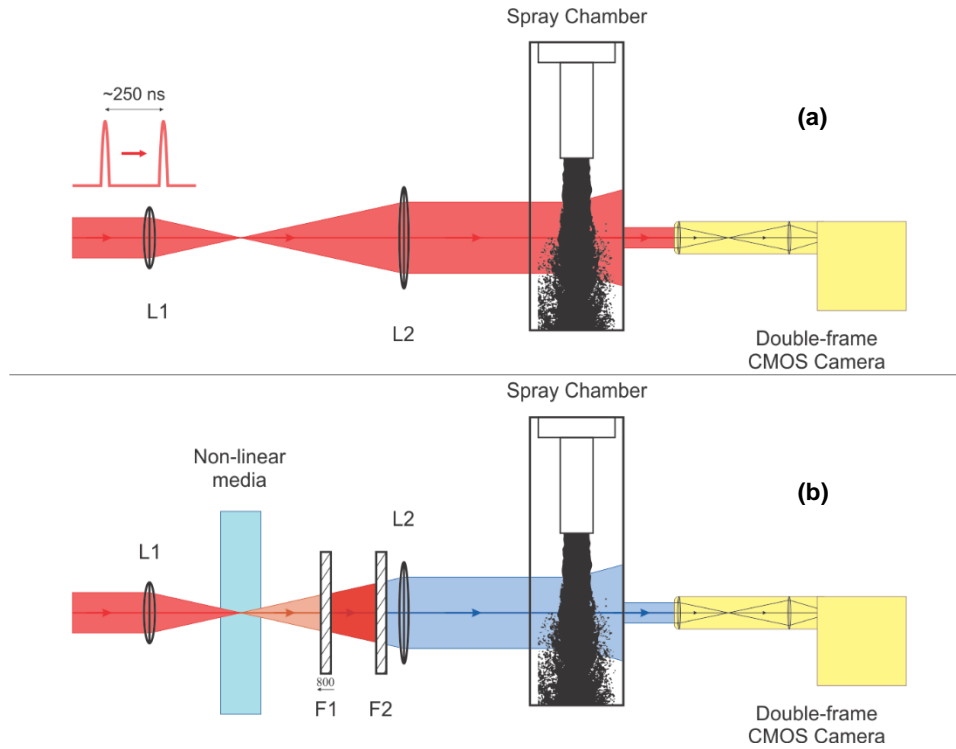 Spray Chamber
~250 ns
(a)
L1
L2
Double-frame
CMOS Camera
Spray Chamber
Non-linear
media
(b)
L1
L2
800
F1
F2
Double-frame
CMOS Camera